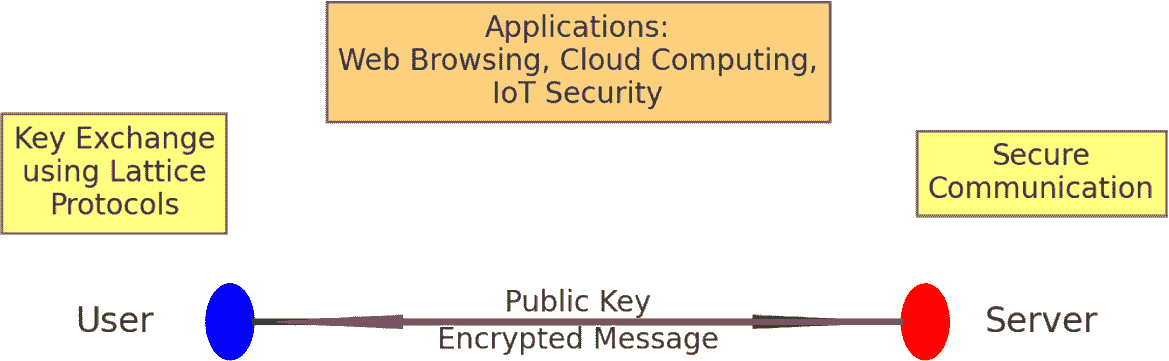 Applications:
Web Browsing, Cloud Computing,
IoT Security
Key Exchange
using Lattice
Protocols
Secure
Communication
User
Public Key
Encrypted Message
Server